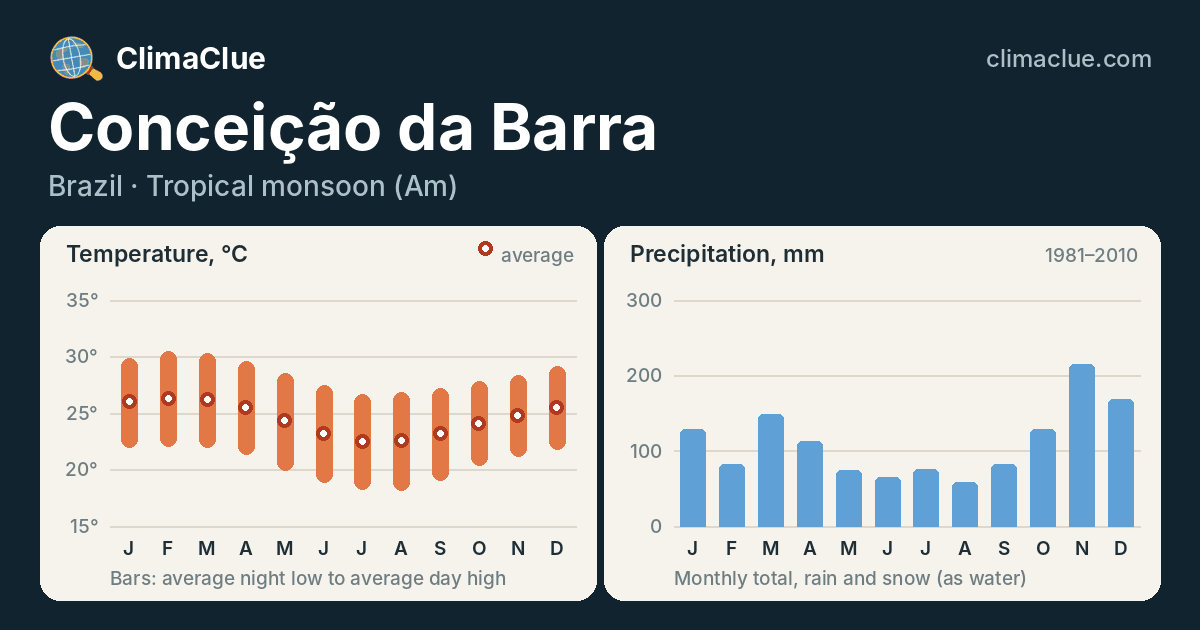 ClimaClue
climaclue.com
Conceição da Barra
Brazil · Tropical monsoon (Am)
Temperature, °C
average
35°
30°
25°
20°
15°
J F M A M J J A S O N D
Bars: average night low to average day high
Precipitation, mm
1981–2010
300
200
100
0
J F M A M J J A S O N D
Monthly total, rain and snow (as water)